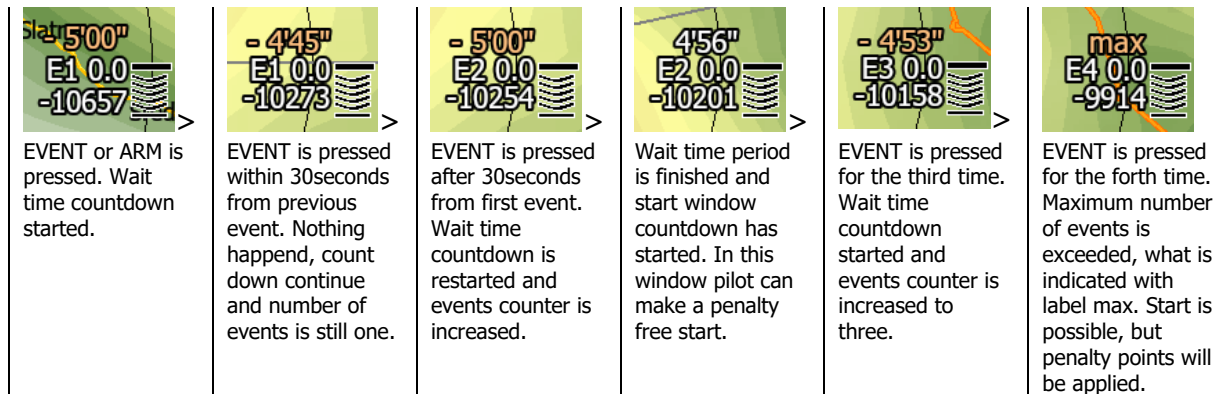 Slatn
- 5'00"
E1 0.0
-10657
>
- 4'45"
E1 0.0
-10273
>
- 5'00"
E2 0.0
-10254
>
4'56"
E2 0.0
-10201
>
- 4'53"
E3 0.0
-10158
>
max
E4 0.0
-9914
EVENT or ARM is
pressed. Wait
time countdown
started.
EVENT is pressed
within 30seconds
from previous
event. Nothing
happend, count
down continue
and number of
events is still one.
EVENT is pressed
after 30seconds
from first event.
Wait time
countdown is
restarted and
events counter is
increased.
Wait time period
is finished and
start window
countdown has
started. In this
window pilot can
make a penalty
free start.
EVENT is pressed
for the third time.
Wait time
countdown
started and
events counter is
increased to
three.
EVENT is pressed
for the forth time.
Maximum number
of events is
exceeded, what is
indicated with
label max. Start is
possible, but
penalty points will
be applied.